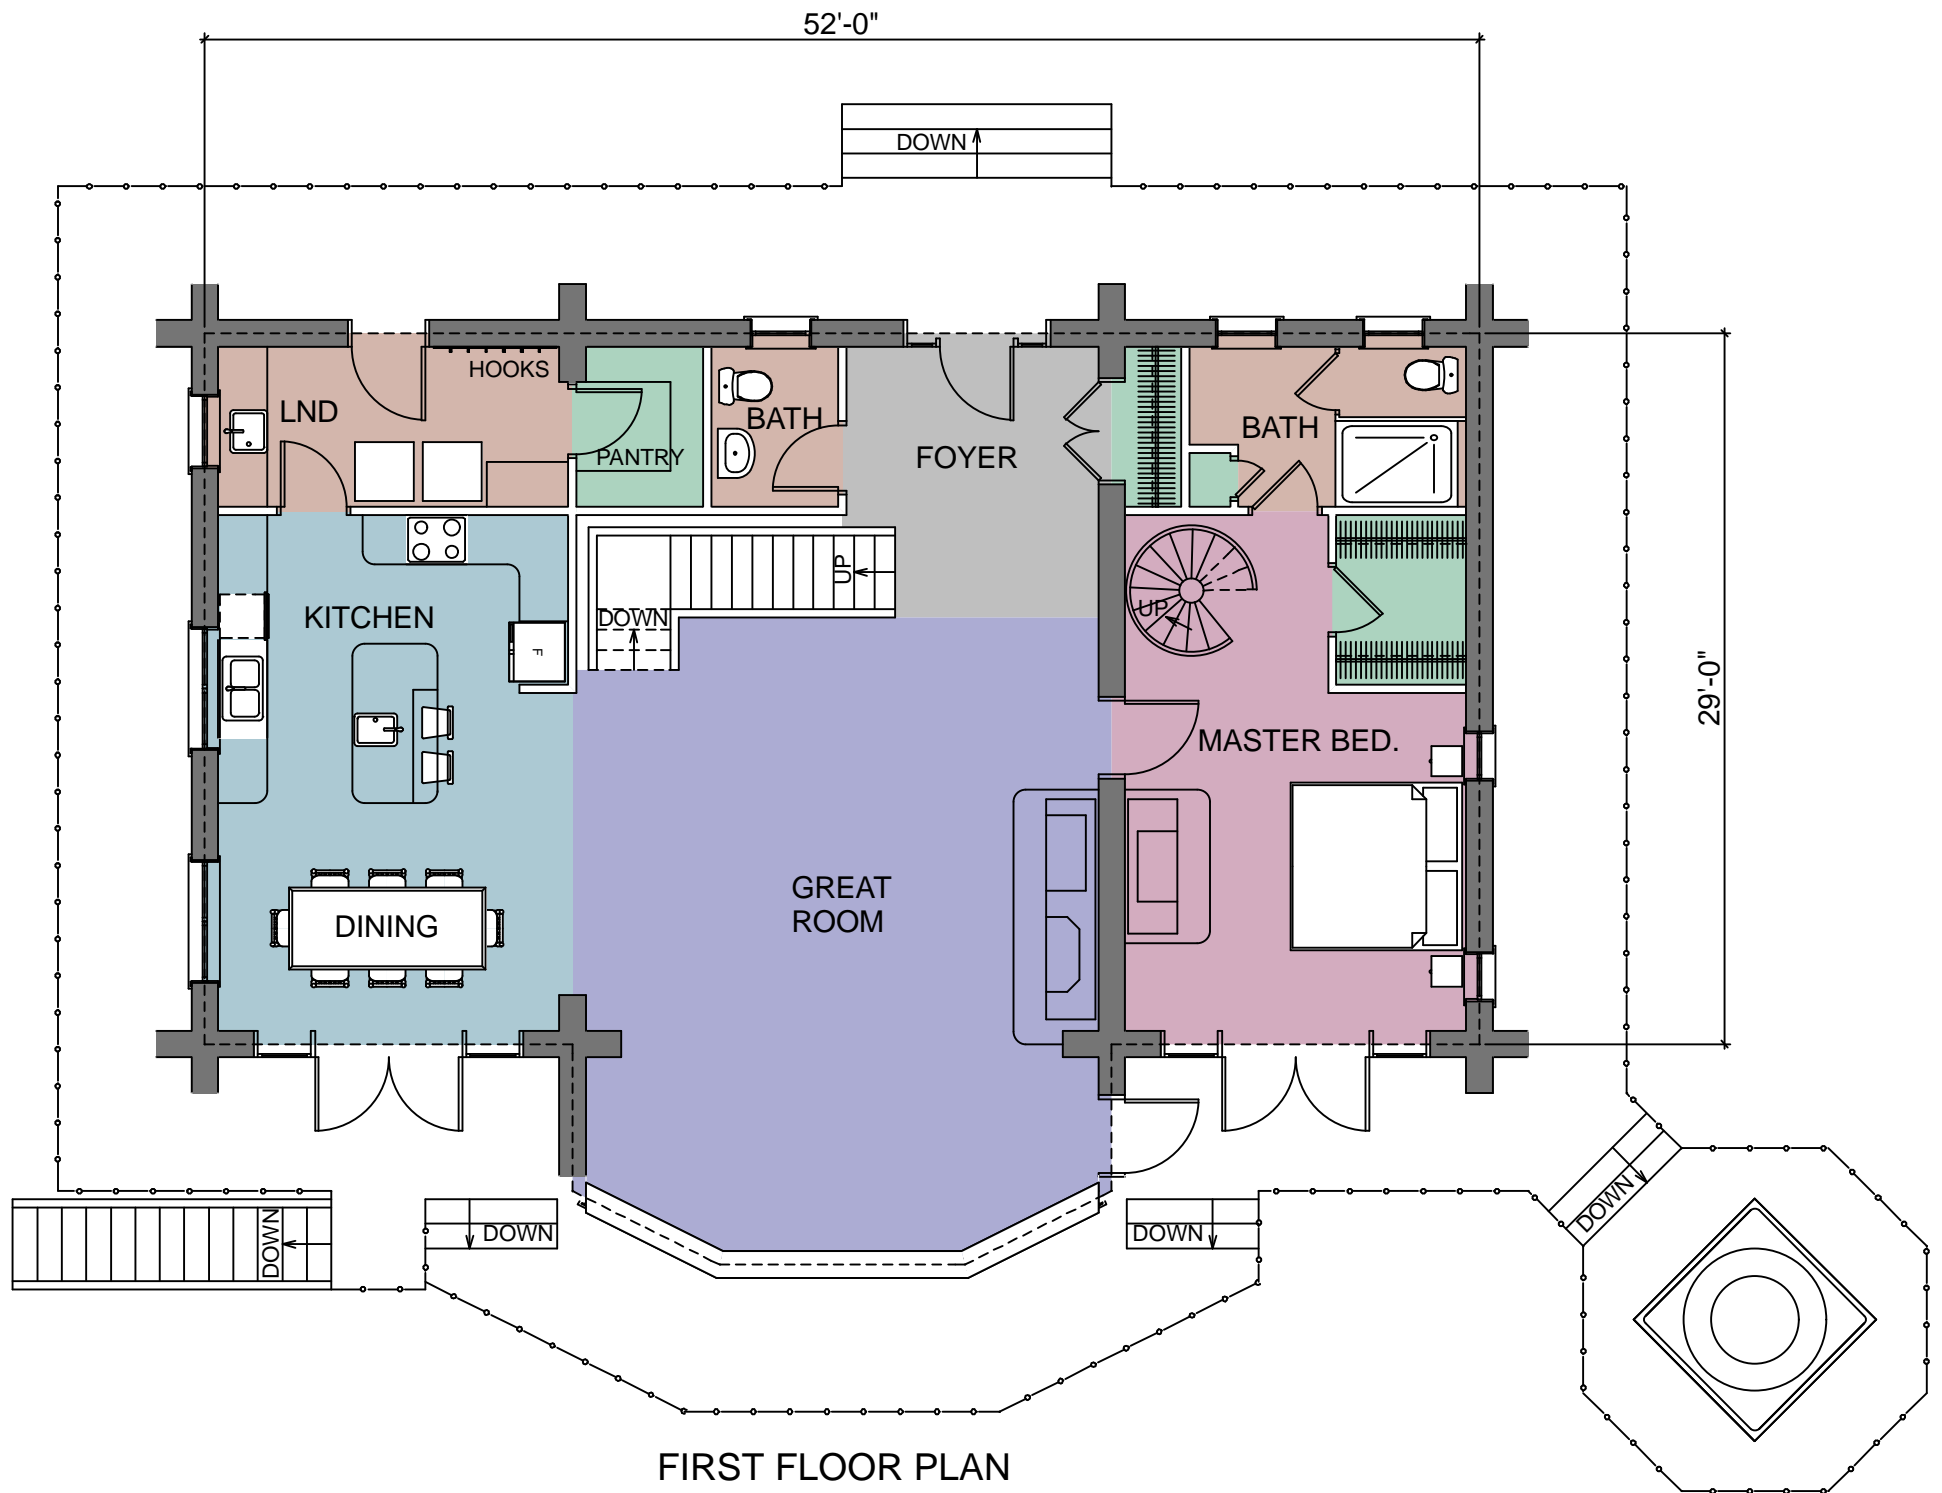 52'-0"
DOWN
HOOKS
LND
BATH
PANTRY
FOYER
BATH
UP
DOWN
KITCHEN
UP
F
29'-0"
MASTER BED.
GREAT
ROOM
DINING
DOWN
DOWN
DOWN
DOWN
FIRST FLOOR PLAN